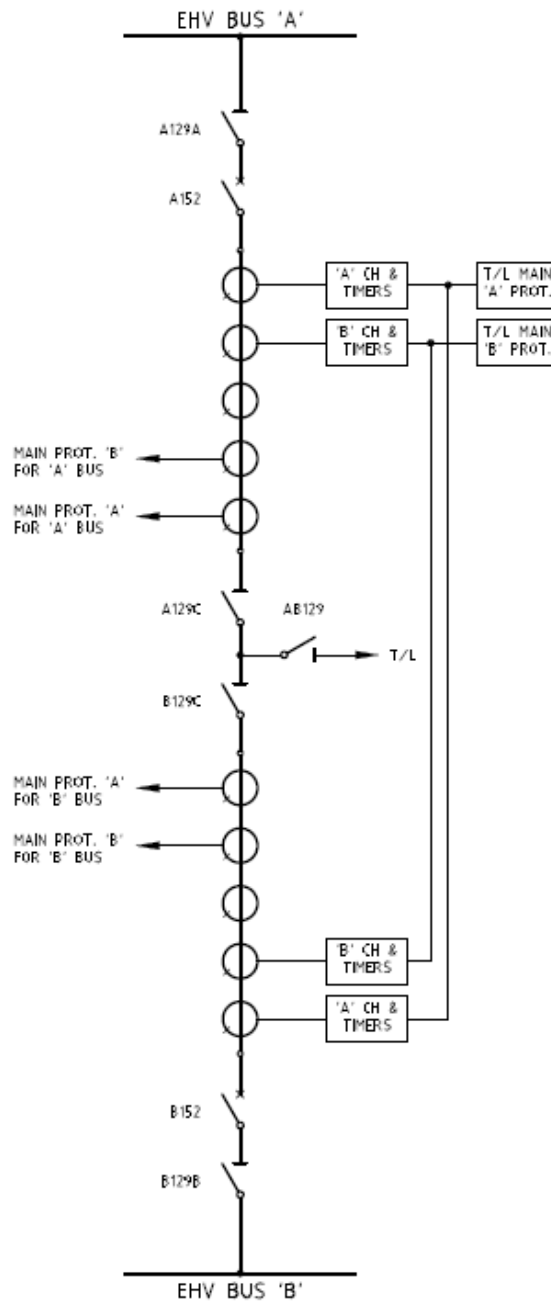 EHV BUS 'A'
A129A
A152
'A' CH &
TIMERS
T/L MAIN
'A' PROT.
'B' CH &
TIMERS
T/L MAIN
'B' PROT.
MAIN PROT. 'B'
FOR 'A' BUS
MAIN PROT. 'A'
FOR 'A' BUS
A129C
AB129
T/L
B129C
MAIN PROT. 'A'
FOR 'B' BUS
MAIN PROT. 'B'
FOR 'B' BUS
'B' CH &
TIMERS
'A' CH &
TIMERS
B152
B129B
EHV BUS 'B'